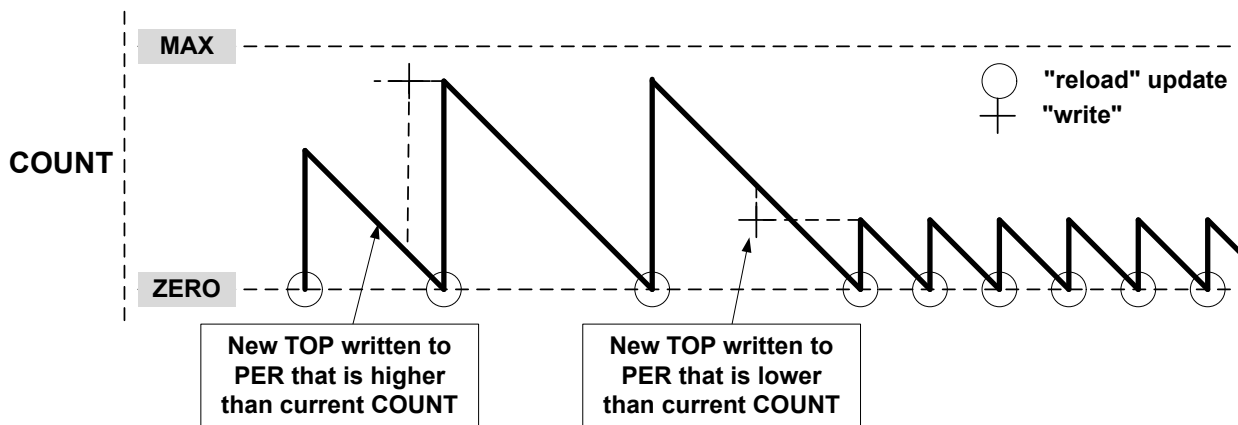 MAX
"reload" update
"write"
COUNT
ZERO
New TOP written to
PER that is higher
than current COUNT
New TOP written to
PER that is lower
than current COUNT